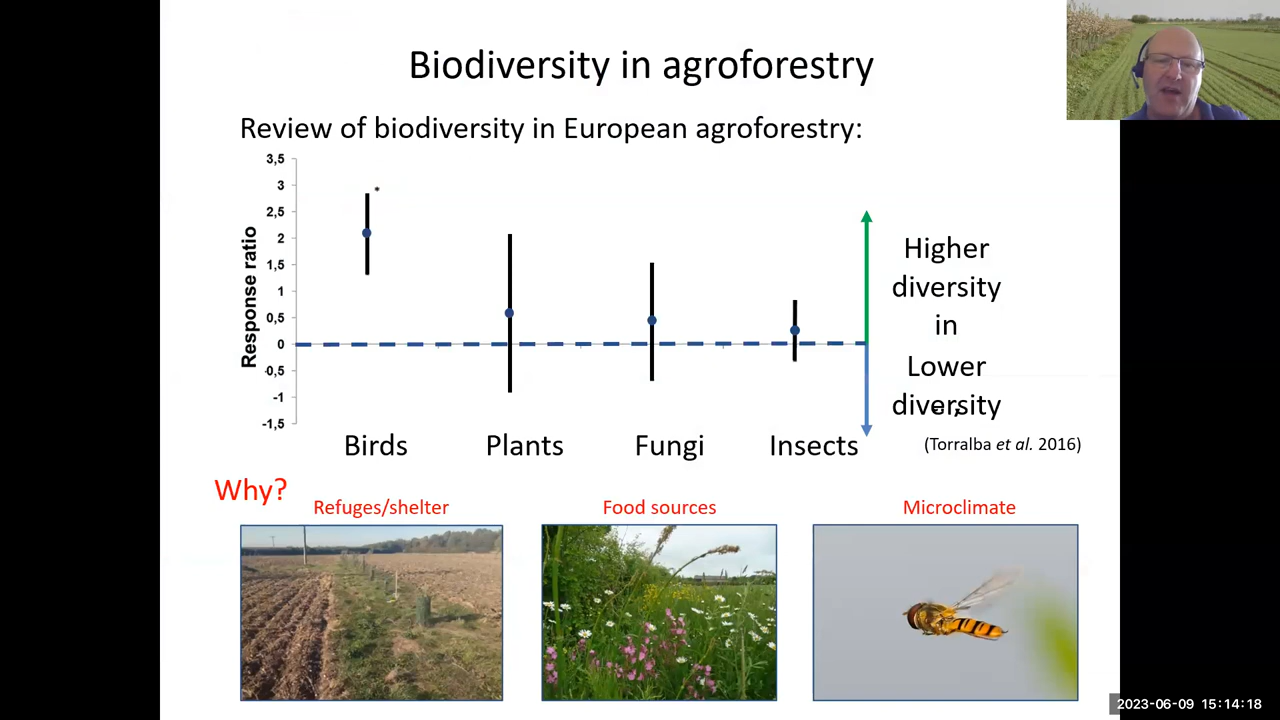 Biodiversity in agroforestry
Review of biodiversity in European agroforestry:
3,5
3
2,5
2
1,5
1
0,5
0
-0,5
-1
-1,5
Response ratio
*
Higher
diversity
in
Lower
diversity
Birds
Plants
Fungi
Insects
(Torralba et al. 2016)
Why?
Refuges/shelter
Food sources
Microclimate
2023-06-09 15:14:18